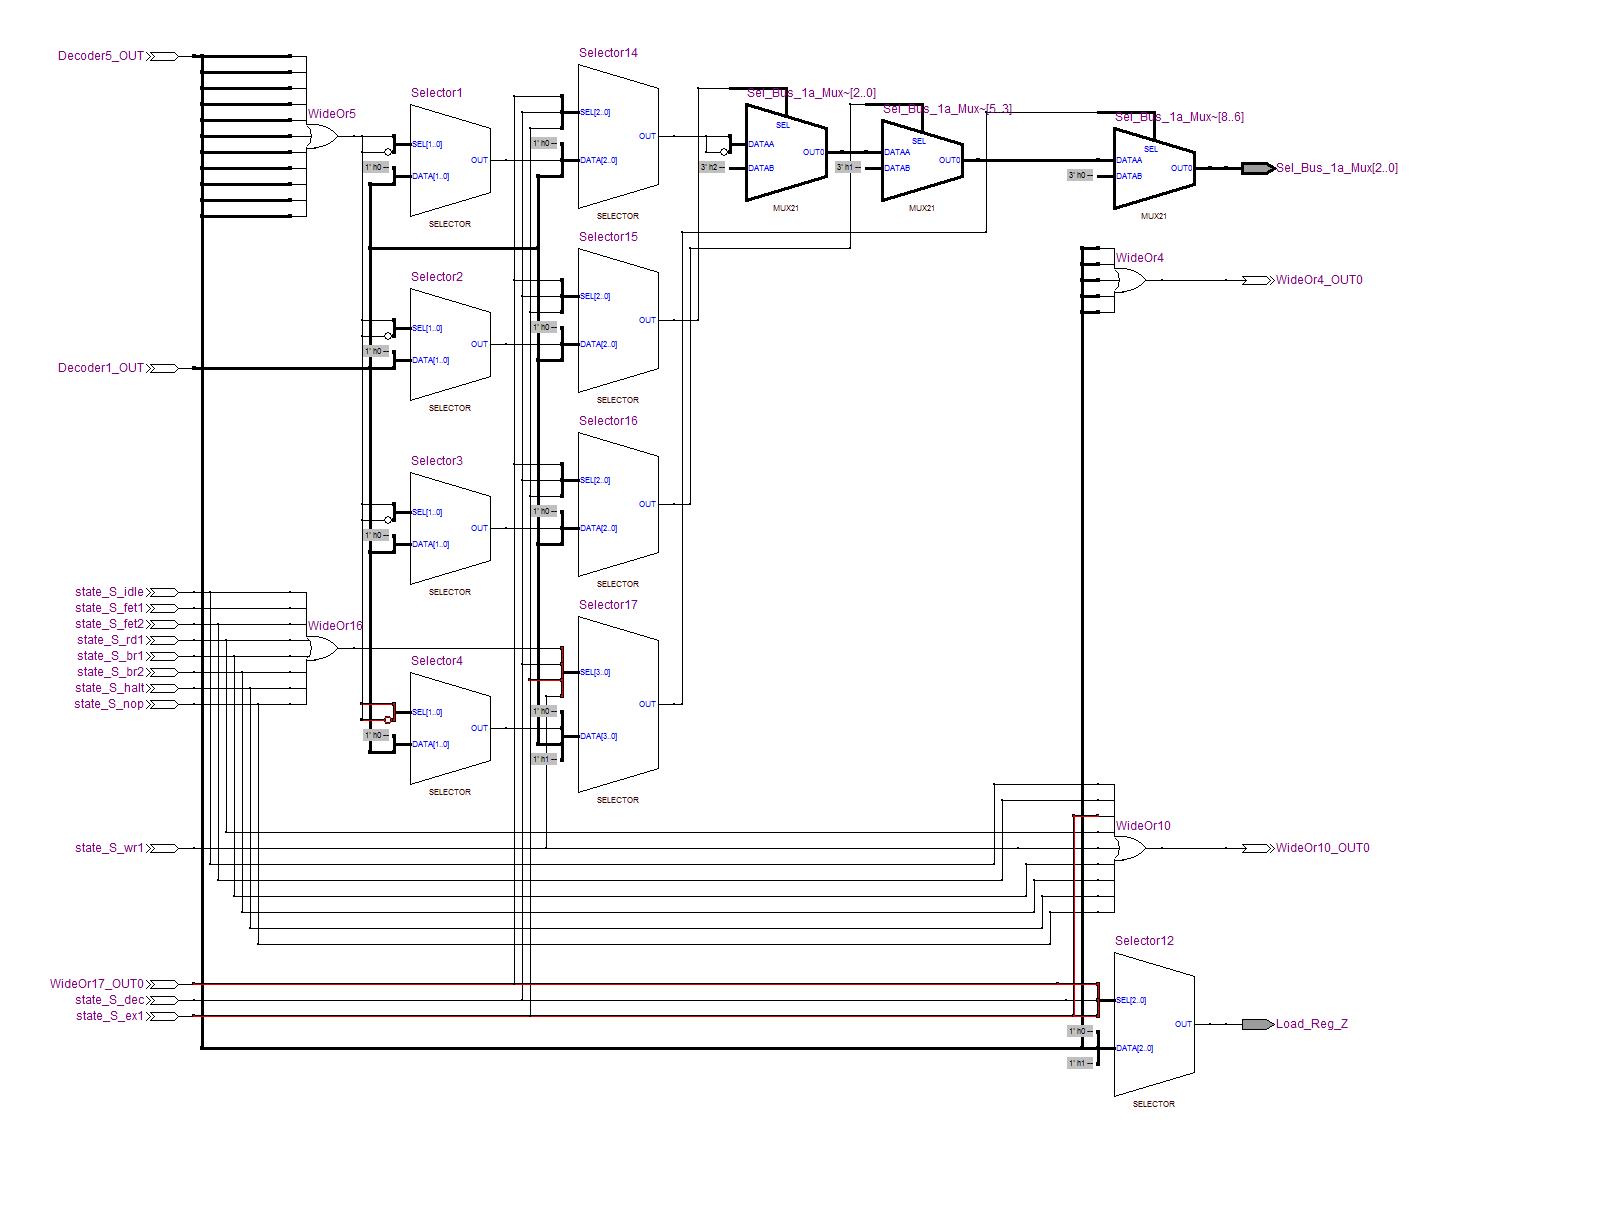 Decoder5_OUT
WideOr5
Selector1
SEL[1..0]
1' h0
DATA[1..0]
OUT
SELECTOR
Selector14
SEL[2..0]
1' h0
DATA[2..0]
OUT
SELECTOR
Sel_Bus_1a_Mux~[2..0]
SEL
DATAA
3' h2
DATAB
OUT0
MUX21
Sel_Bus_1a_Mux~[5..3]
SEL
DATAA
3' h1
DATAB
OUT0
MUX21
Sel_Bus_1a_Mux~[8..6]
SEL
DATAA
3' h0
DATAB
OUT0
MUX21
Sel_Bus_1a_Mux[2..0]
Selector2
SEL[1..0]
1' h0
DATA[1..0]
OUT
SELECTOR
Selector15
SEL[2..0]
1' h0
DATA[2..0]
OUT
SELECTOR
WideOr4
WideOr4_OUT0
Decoder1_OUT
Selector3
SEL[1..0]
1' h0
DATA[1..0]
OUT
SELECTOR
Selector16
SEL[2..0]
1' h0
DATA[2..0]
OUT
SELECTOR
state_S_idle
state_S_fet1
state_S_fet2
state_S_rd1
state_S_br1
state_S_br2
state_S_halt
state_S_nop
WideOr16
Selector4
SEL[1..0]
1' h0
DATA[1..0]
OUT
SELECTOR
Selector17
SEL[3..0]
1' h0
DATA[3..0]
1' h1
OUT
SELECTOR
state_S_wr1
WideOr10
WideOr10_OUT0
WideOr17_OUT0
state_S_dec
state_S_ex1
Selector12
SEL[2..0]
1' h0
DATA[2..0]
1' h1
OUT
SELECTOR
Load_Reg_Z